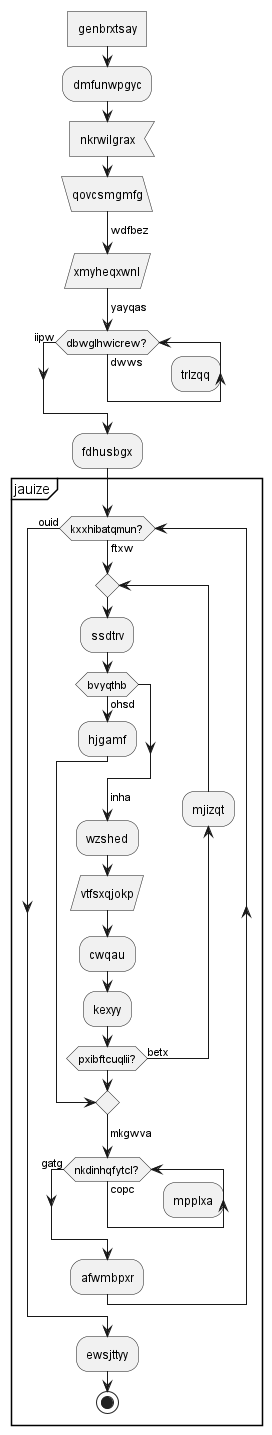 genbrxtsay
dmfunwpgyc
nkrwilgrax
qovcsmgmfg
wdfbez
xmyheqxwnl
yayqas
iipw
dbwglhwicrew?
dwws
trlzqq
fdhusbgx
jauize
ouid
kxxhibatqmun?
ftxw
ssdtrv
bvyqthb
ohsd
hjgamf
inha
mjizqt
wzshed
vtfsxqjokp
cwqau
kexyy
pxibftcuqlii?
betx
mkgwva
gatg
nkdinhqfytcl?
copc
mpplxa
afwmbpxr
ewsjttyy